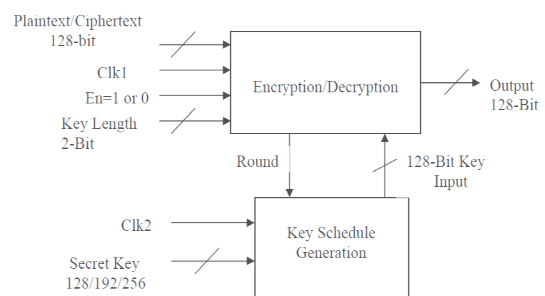 Plaintext/Ciphertext
128-bit
Clk1
En=1 or 0
Key Length
2-Bit
Encryption/Decryption
Output
128-Bit
Round
128-Bit Key
Input
Clk2
Secret Key
128/192/256
Key Schedule
Generation